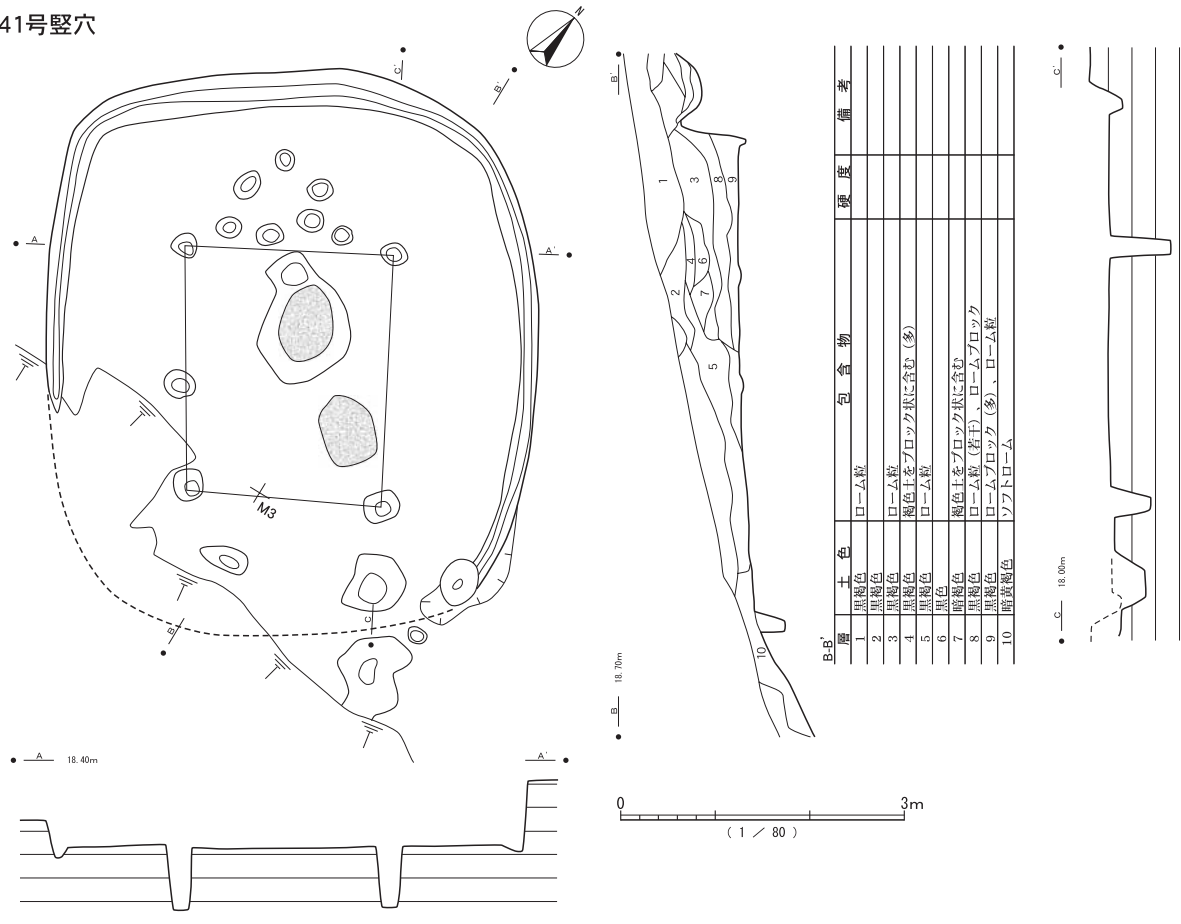 41号竪穴
N
C'
B'
A
A'
M3
B
C
A
18.40m
A'
B'
1
3
8
9
4
6
2
7
5
10
B
18.70m
B-B'
層 土色 包含物 硬度 備考
1 黒褐色 ローム粒
2 黒褐色
3 黒褐色 ローム粒
4 黒褐色 褐色土をブロック状に含む(多)
5 黒褐色 ローム粒
6 黒色
7 暗褐色 褐色土をブロック状に含む
8 黒褐色 ローム粒(若干)、ロームブロック
9 黒褐色 ロームブロック(多)、ローム粒
10 暗黄褐色 ソフトローム
C'
C
18.00m
0 3m
( 1 / 80 )